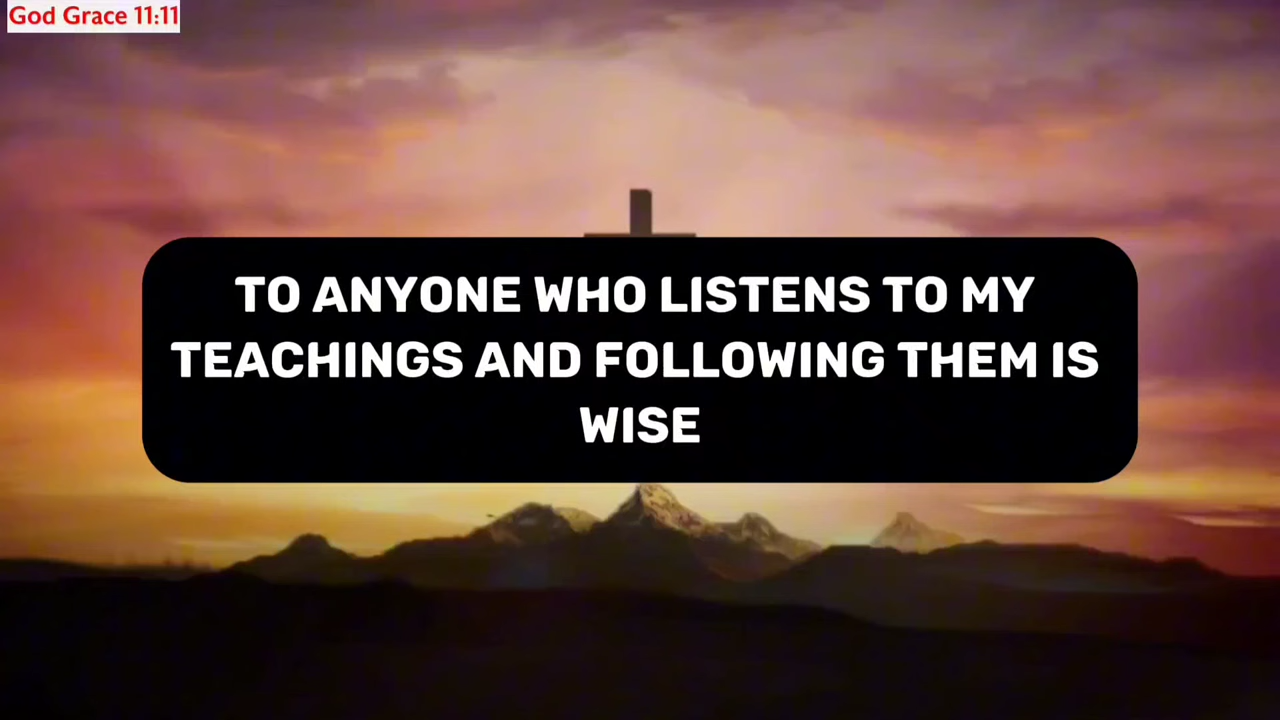 God Grace 11:11
TO ANYONE WHO LISTENS TO MY
TEACHINGS AND FOLLOWING THEM IS
WISE